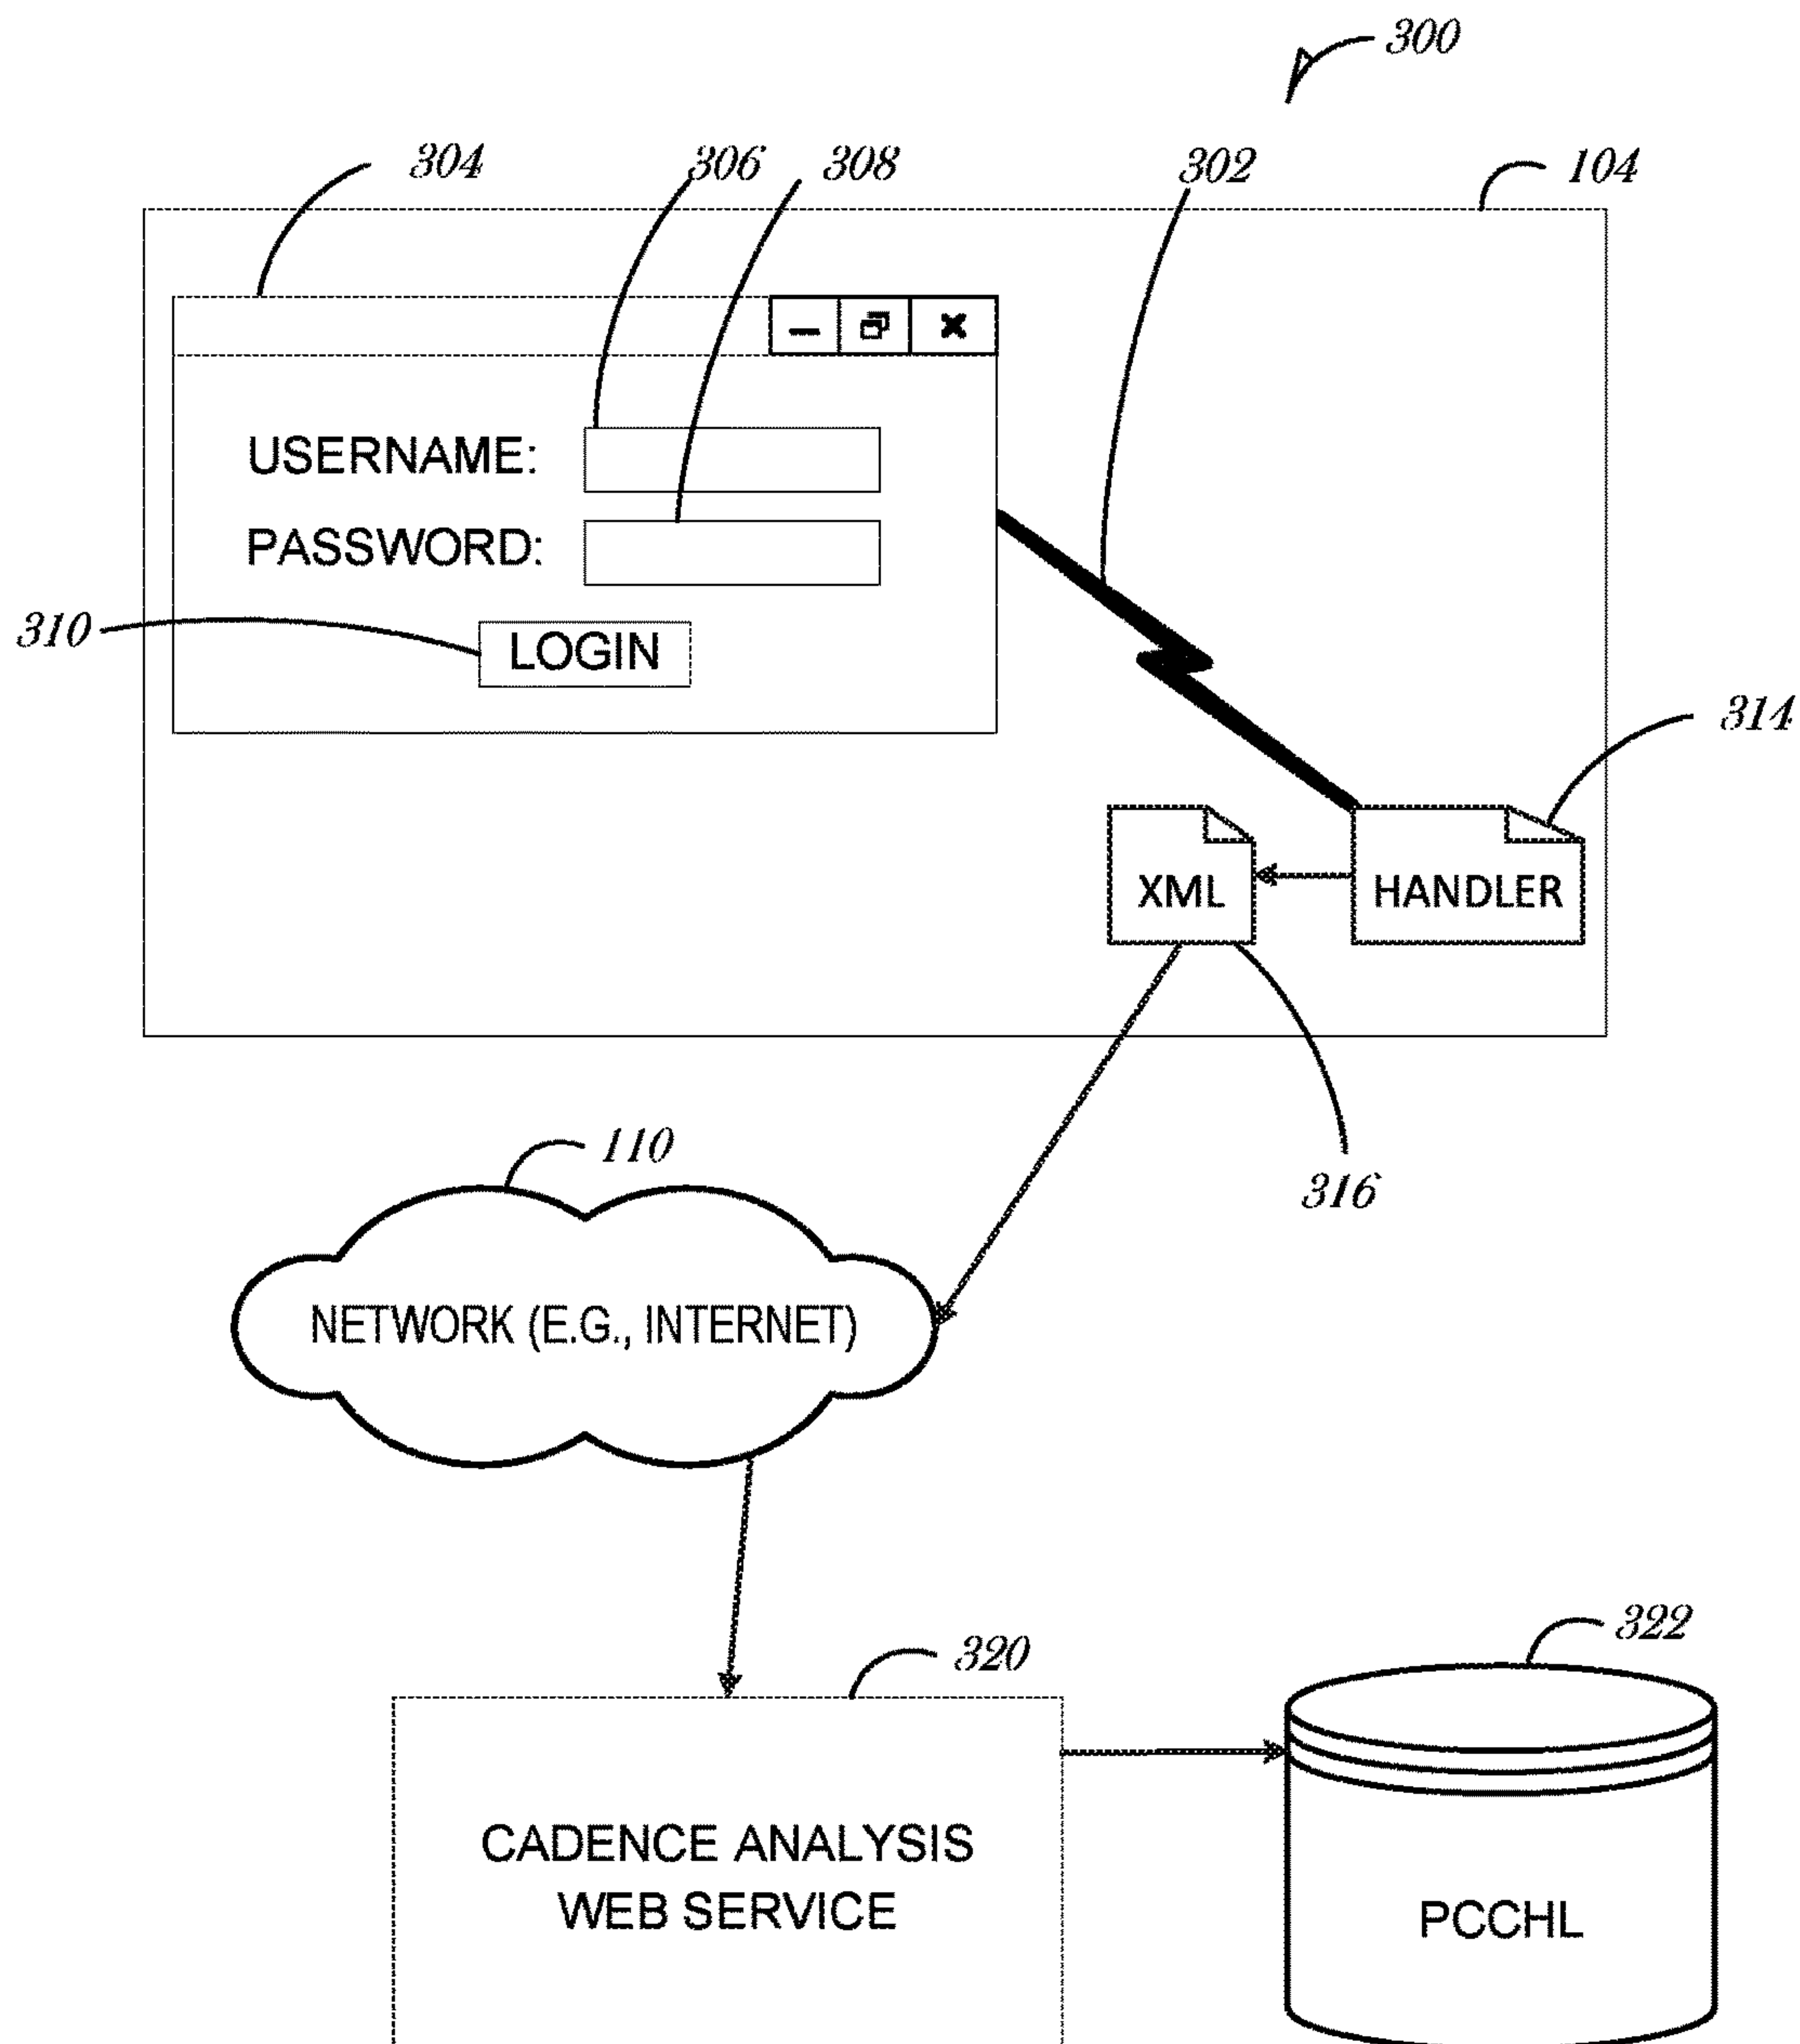 300
304
306
308
302
104
USERNAME:
PASSWORD:
310
LOGIN
314
XML
HANDLER
316
110
NETWORK (E.G., INTERNET)
320
322
CADENCE ANALYSIS
WEB SERVICE
PCCHL